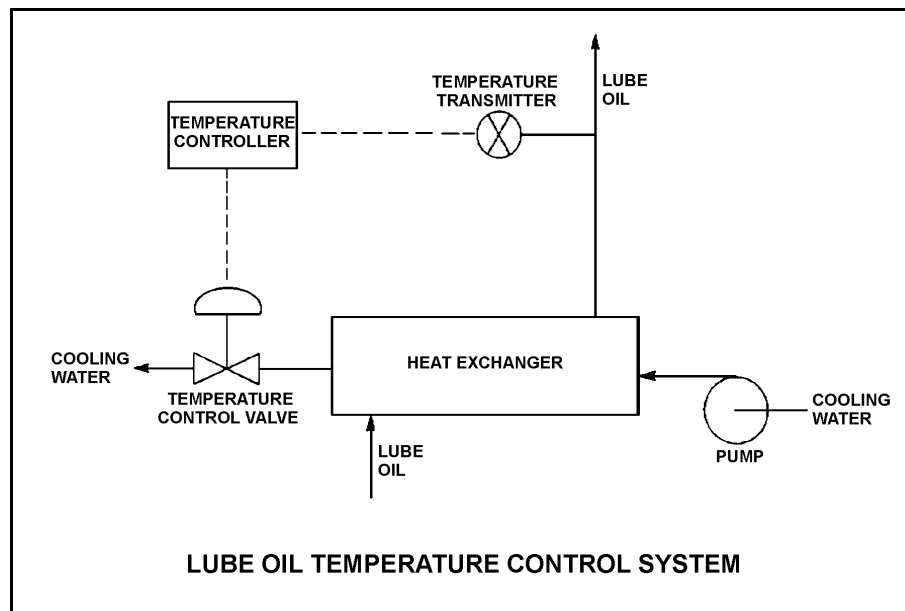 TEMPERATURE
TRANSMITTER
LUBE
OIL
TEMPERATURE
CONTROLLER
COOLING
WATER
TEMPERATURE
CONTROL VALVE
HEAT EXCHANGER
LUBE
OIL
COOLING
WATER
PUMP
LUBE OIL TEMPERATURE CONTROL SYSTEM